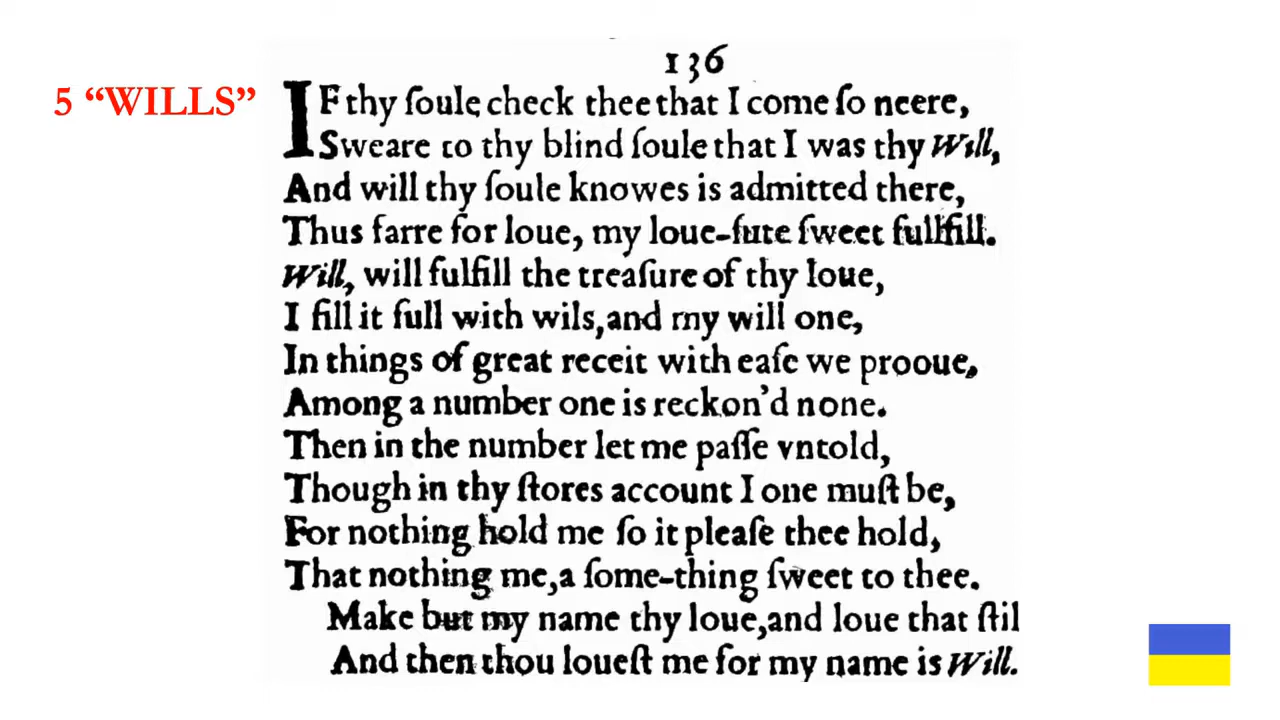 136
5 “WILLS”
IF thy ſoule check thee that I come ſo neere,
Sweare to thy blind ſoule that I was thy Will,
And will thy ſoule knowes is admitted there,
Thus farre for loue, my loue-ſute ſweet fullfill.
Will, will fulfill the treaſure of thy loue,
I fill it full with wils,and my will one,
In things of great receit with eaſe we prooue,
Among a number one is reckon'd none.
Then in the number let me paſſe vntold,
Though in thy ſtores account I one muſt be,
For nothing hold me ſo it pleaſe thee hold,
That nothing me,a ſome-thing ſweet to thee.
Make but my name thy loue,and loue that ſtil
And then thou loueſt me for my name is Will.